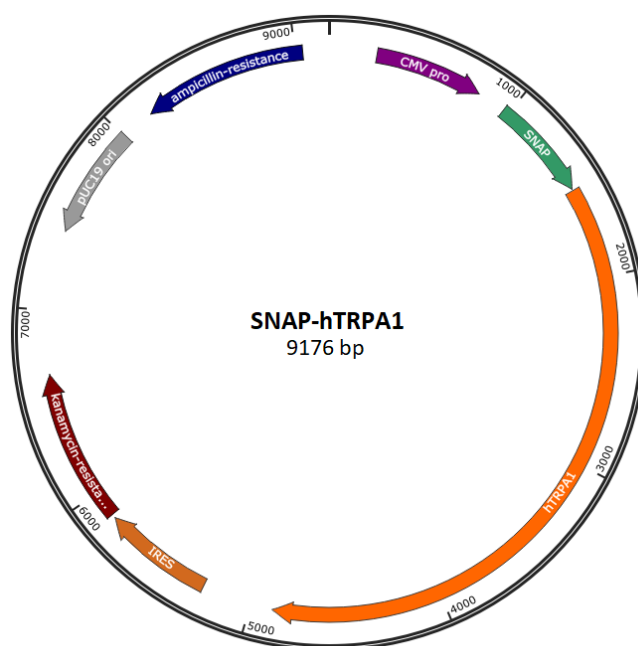 9000
CMV pro
1000
ampicillin-resistance
SNAP
8000
pUC19 ori
2000
SNAP-hTRPA1
9176 bp
7000
kanamycin-resista...
3000
hTRPA1
6000
IRES
4000
5000